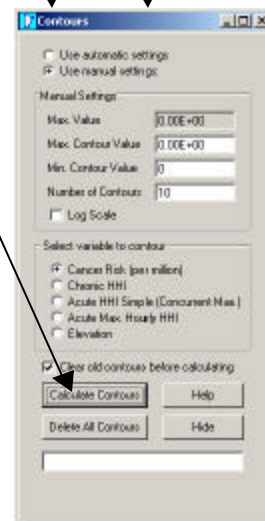 Contours
Use automatic settings
Use manual settings
Manual Settings
Max. Value 0.00E+00
Max. Contour Value 0.00E+00
Min. Contour Value 0
Number of Contours 10
Log Scale
Select variable to contour
Cancer Risk (per million)
Chronic HHI
Acute HHI Simple (Concurrent Max.)
Acute Max. Hourly HHI
Elevation
Clear old contours before calculating
Calculate Contours Help
Delete All Contours Hide